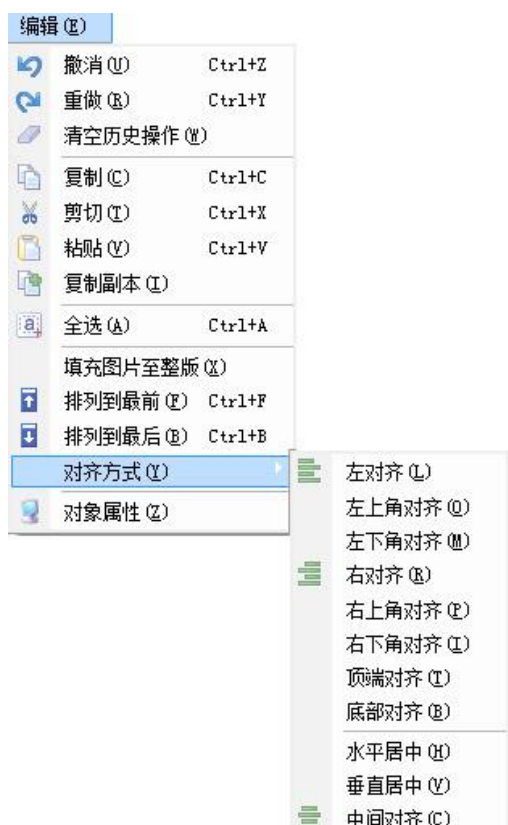 编辑(E)
撤消(U) Ctrl+Z
重做(R) Ctrl+Y
清空历史操作(W)
复制(C) Ctrl+C
剪切(T) Ctrl+X
粘贴(V) Ctrl+V
复制副本(I)
全选(A) Ctrl+A
填充图片至整版(X)
排列到最前(F) Ctrl+F
排列到最后(B) Ctrl+B
对齐方式(Y)
对象属性(Z)
左对齐(L)
左上角对齐(O)
左下角对齐(M)
右对齐(R)
右上角对齐(P)
右下角对齐(I)
顶端对齐(T)
底部对齐(B)
水平居中(H)
垂直居中(V)
中间对齐(C)